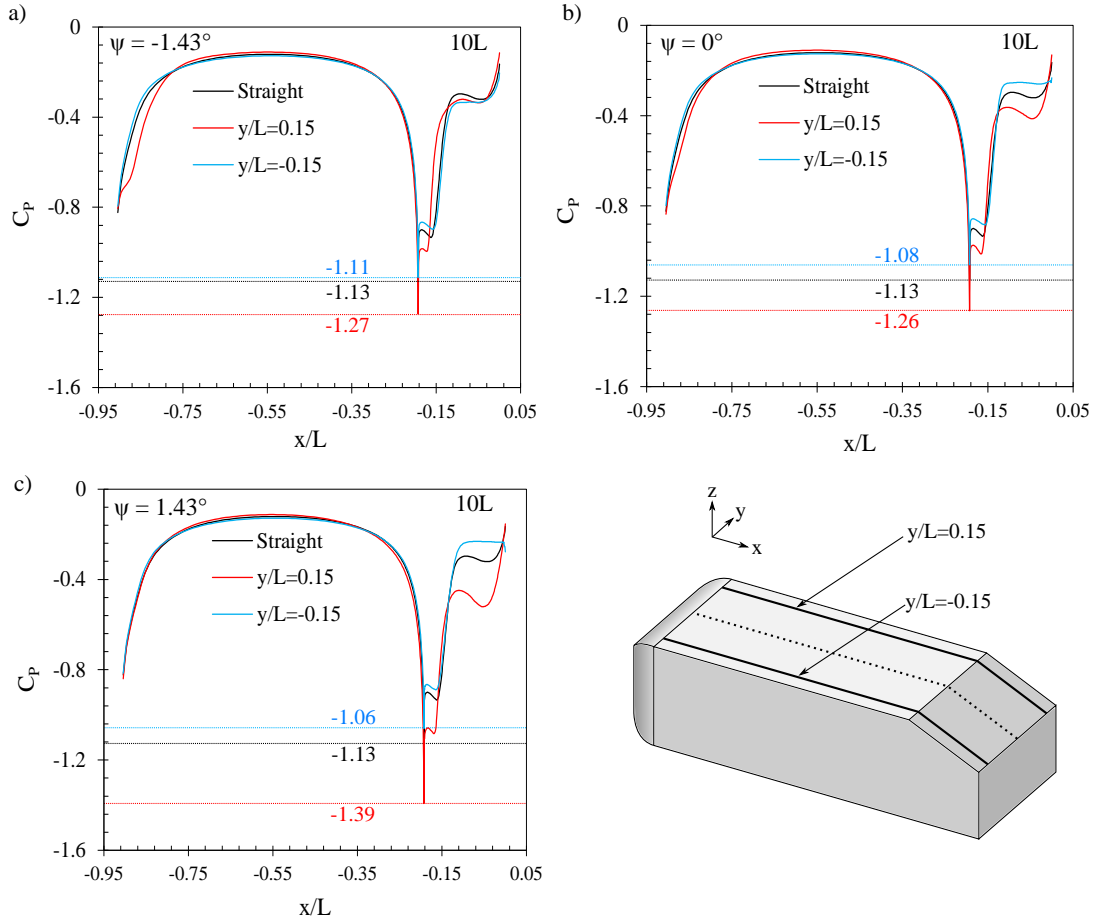 a)
ψ = -1.43°
10L
Straight
y/L=0.15
y/L=-0.15
-1.11
-1.13
-1.27
0
-0.4
-0.8
-1.2
-1.6
C_P
-0.95 -0.75 -0.55 -0.35 -0.15 0.05
x/L
b)
ψ = 0°
10L
Straight
y/L=0.15
y/L=-0.15
-1.08
-1.13
-1.26
0
-0.4
-0.8
-1.2
-1.6
C_P
-0.95 -0.75 -0.55 -0.35 -0.15 0.05
x/L
c)
ψ = 1.43°
10L
Straight
y/L=0.15
y/L=-0.15
-1.06
-1.13
-1.39
0
-0.4
-0.8
-1.2
-1.6
C_P
-0.95 -0.75 -0.55 -0.35 -0.15 0.05
x/L
z
y
x
y/L=0.15
y/L=-0.15